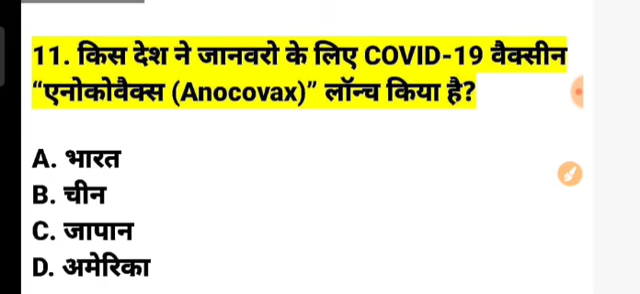 11. किस देश ने जानवरो के लिए COVID-19 वैक्सीन
“एनोकोवैक्स (Anocovax)” लॉन्च किया है?
A. भारत
B. चीन
C. जापान
D. अमेरिका